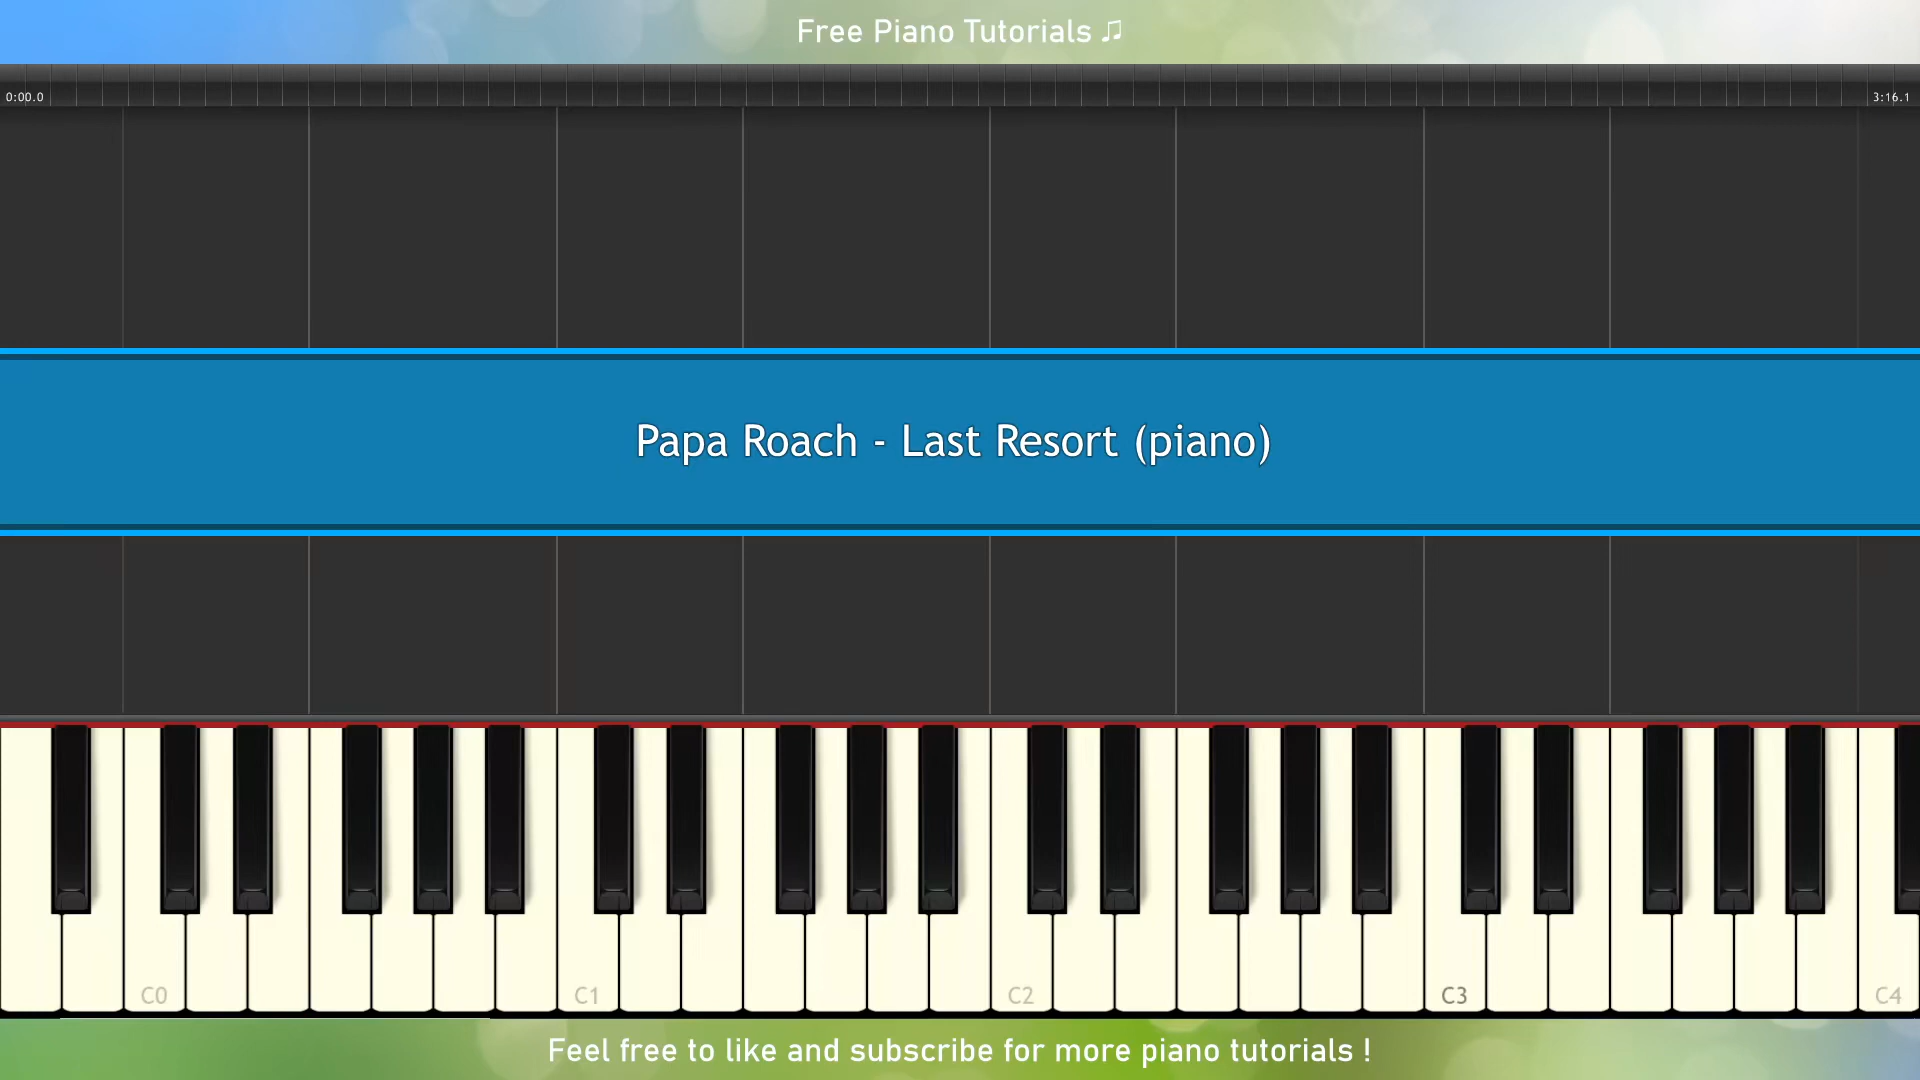 Free Piano Tutorials ♫
0:00.0 3:16.1
Papa Roach - Last Resort (piano)
C0 C1 C2 C3 C4
Feel free to like and subscribe for more piano tutorials !